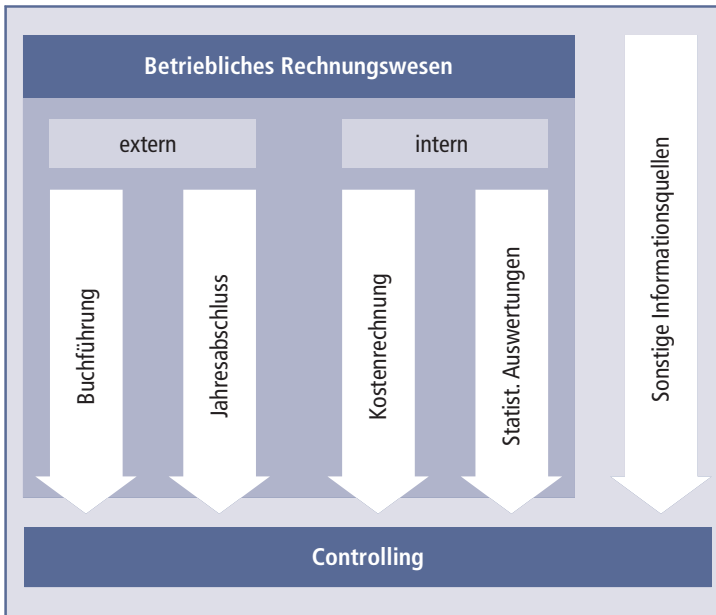 Betriebliches Rechnungswesen
extern
intern
Buchführung
Jahresabschluss
Kostenrechnung
Statist. Auswertungen
Sonstige Informationsquellen
Controlling